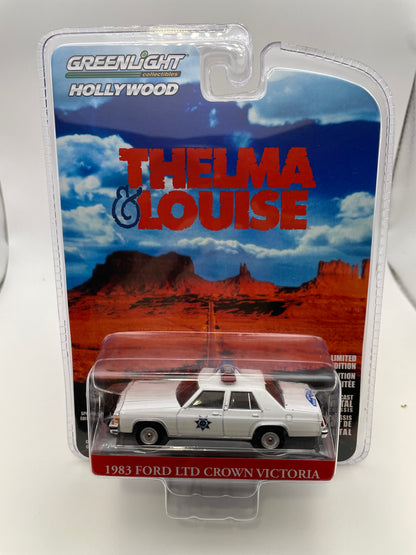 GREENLIGHT
collectibles
HOLLYWOOD
THELMA
& LOUISE
LIMITED
EDITION
1983 FORD LTD CROWN VICTORIA